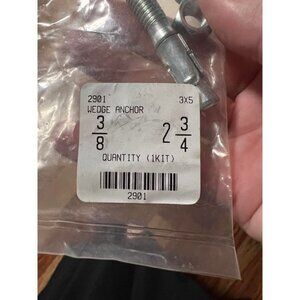 2901 3X5
WEDGE ANCHOR
3/8 2 3/4
QUANTITY (1KIT)
2901